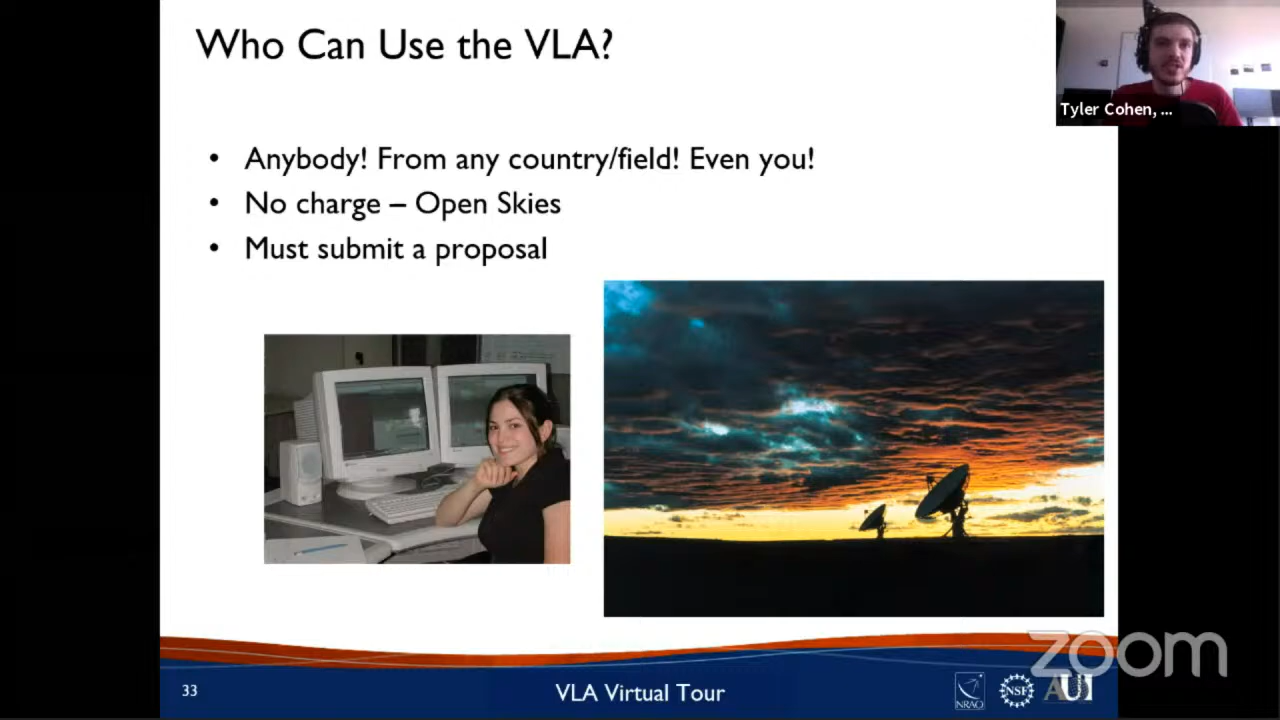 Who Can Use the VLA?
Tyler Cohen, ...
• Anybody! From any country/field! Even you!
• No charge – Open Skies
• Must submit a proposal
33
VLA Virtual Tour
NRAO
NSF
AUI
zoom